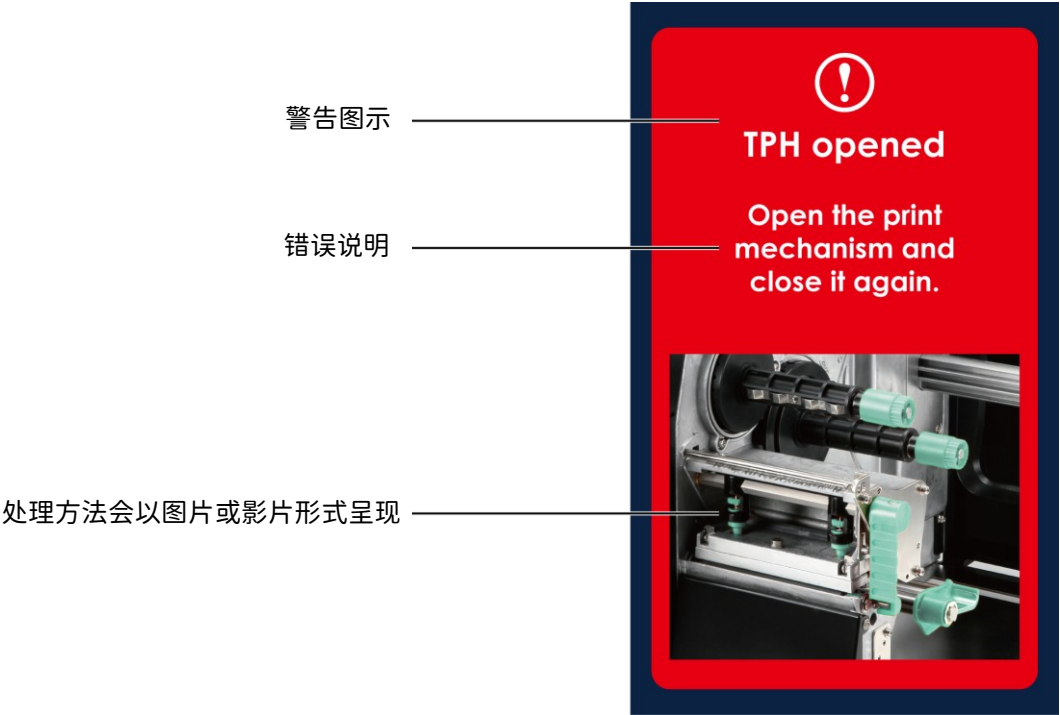 警告图示
TPH opened
错误说明
Open the print
mechanism and
close it again.
处理方法会以图片或影片形式呈现